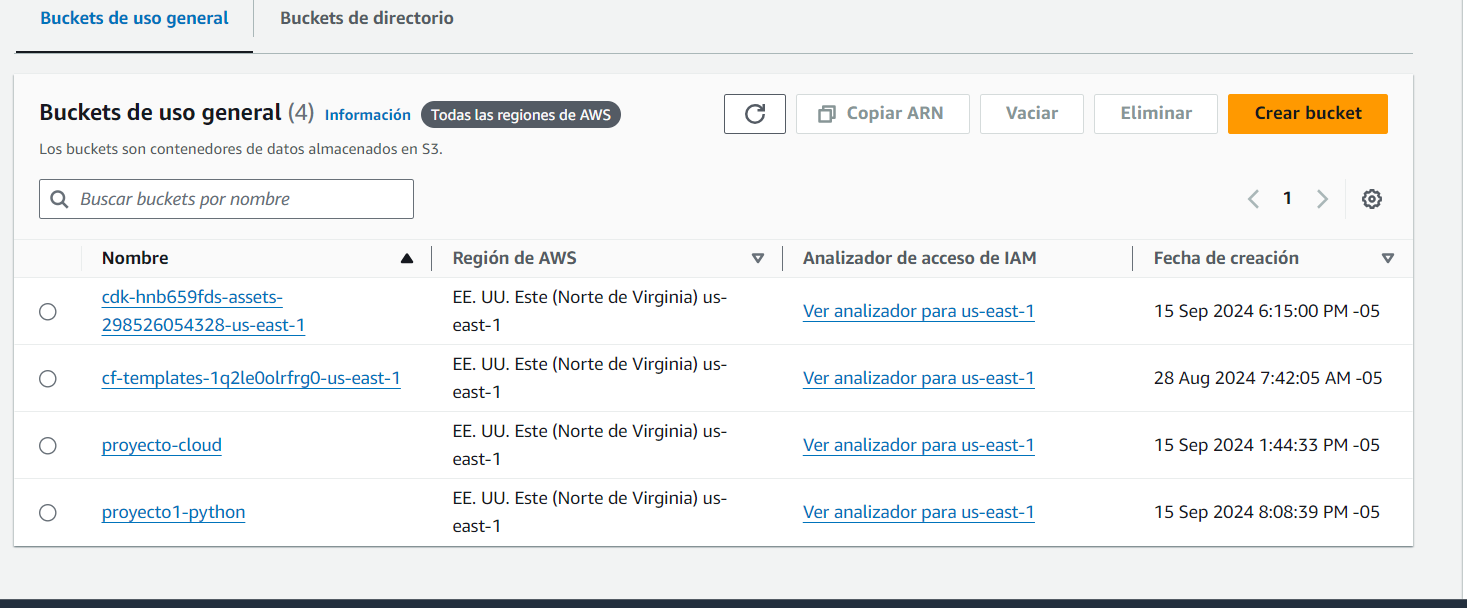 Buckets de uso general
Buckets de directorio
Buckets de uso general (4) Información Todas las regiones de AWS
Copiar ARN
Vaciar
Eliminar
Crear bucket
Los buckets son contenedores de datos almacenados en S3.
Buscar buckets por nombre
1
Nombre
Región de AWS
Analizador de acceso de IAM
Fecha de creación
cdk-hnb659fds-assets-
298526054328-us-east-1
EE. UU. Este (Norte de Virginia) us-
east-1
Ver analizador para us-east-1
15 Sep 2024 6:15:00 PM -05
cf-templates-1q2le0olrfrg0-us-east-1
EE. UU. Este (Norte de Virginia) us-
east-1
Ver analizador para us-east-1
28 Aug 2024 7:42:05 AM -05
proyecto-cloud
EE. UU. Este (Norte de Virginia) us-
east-1
Ver analizador para us-east-1
15 Sep 2024 1:44:33 PM -05
proyecto1-python
EE. UU. Este (Norte de Virginia) us-
east-1
Ver analizador para us-east-1
15 Sep 2024 8:08:39 PM -05